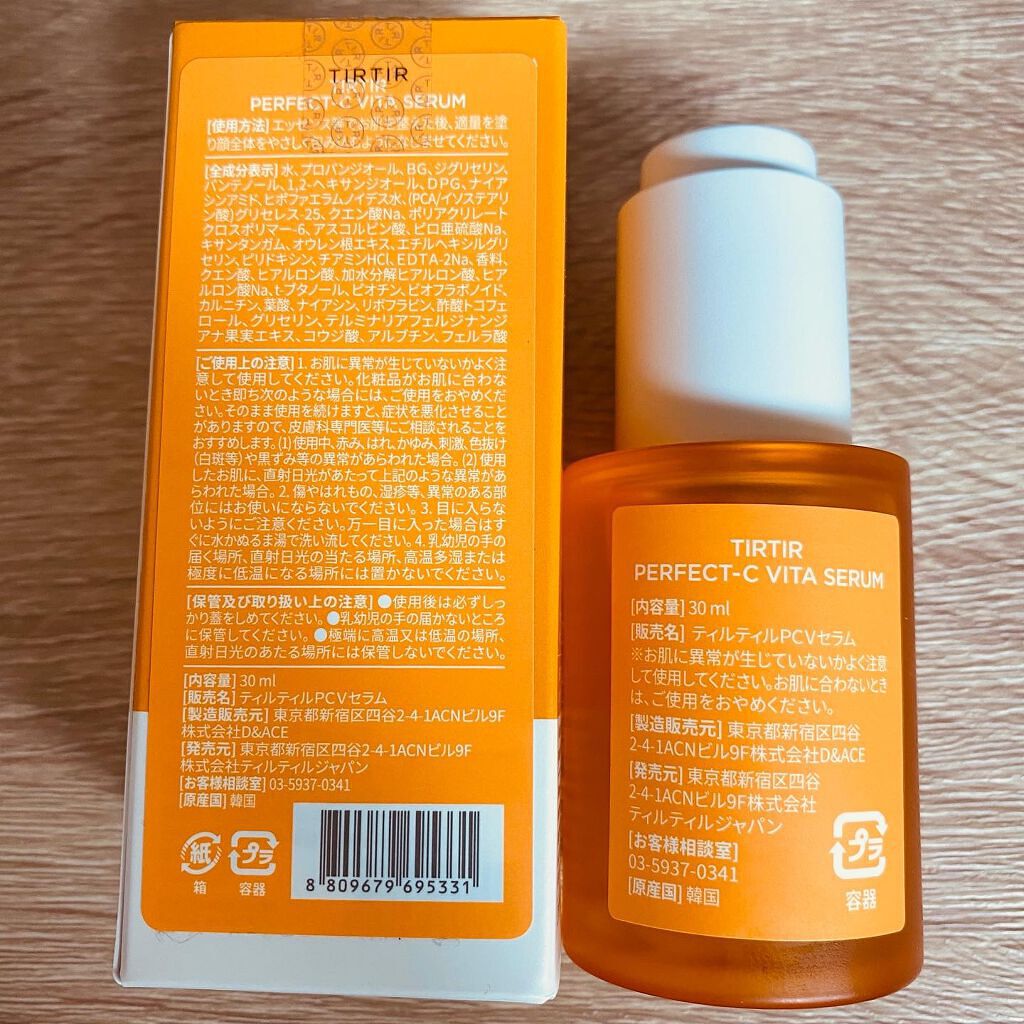 TIRTIR
TIRTIR
PERFECT-C VITA SERUM
[使用方法] エッセンス等でお肌を整えた後、適量を塗
り顔全体をやさしく
ませてください。
[全成分表示] 水、プロパンジオール、BG、ジグリセリン、
パンテノール、1,2-ヘキサンジオール、DPG、ナイア
シンアミド、ヒポファエラムノイデス水、(PCA/イソステアリ
ン酸)グリセレス-25、クエン酸Na、ポリアクリレート
クロスポリマー-6、アスコルビン酸、ピロ亜硫酸Na、
キサンタンガム、オウレン根エキス、エチルヘキシルグリ
セリン、ピリドキシン、チアミンHCl、EDTA-2Na、香料、
クエン酸、ヒアルロン酸、加水分解ヒアルロン酸、ヒア
ルロン酸Na、t-ブタノール、ビオチン、ビオフラボノイド、
カルニチン、葉酸、ナイアシン、リボフラビン、酢酸トコフェ
ロール、グリセリン、テルミナリアフェルジナンジ
アナ果実エキス、コウジ酸、アルブチン、フェルラ酸
[ご使用上の注意] 1. お肌に異常が生じていないかよく注
意して使用してください。化粧品がお肌に合わな
いとき即ち次のような場合には、ご使用をおやめくだ
さい。そのまま使用を続けますと、症状を悪化させること
がありますので、皮膚科専門医等にご相談されることを
おすすめします。(1) 使用中、赤み、はれ、かゆみ、刺激、色抜け
(白斑等)や黒ずみ等の異常があらわれた場合。(2) 使用
したお肌に、直射日光があたって上記のような異常があ
らわれた場合。2. 傷やはれもの、湿疹等、異常のある部
位にはお使いにならないでください。3. 目に入らな
いようにご注意ください。万一目に入った場合はす
ぐに水かぬるま湯で洗い流してください。4. 乳幼児の手の
届く場所、直射日光の当たる場所、高温多湿または
極度に低温になる場所には置かないでください。
[保管及び取り扱い上の注意] ●使用後は必ずしっ
かり蓋をしめてください。●乳幼児の手の届かないところ
に保管してください。●極端に高温又は低温の場所、
直射日光のあたる場所には保管しないでください。
[内容量] 30 ml
[販売名] ティルティルPCVセラム
[製造販売元] 東京都新宿区四谷2-4-1ACNビル9F
株式会社D&ACE
[発売元] 東京都新宿区四谷2-4-1ACNビル9F
株式会社ティルティルジャパン
[お客様相談室] 03-5937-0341
[原産国] 韓国
紙
箱
プラ
容器
8 809679 695331
TIRTIR
PERFECT-C VITA SERUM
[内容量] 30 ml
[販売名] ティルティルPCVセラム
※お肌に異常が生じていないかよく注意
して使用してください。お肌に合わないとき
は、ご使用をおやめください。
[製造販売元] 東京都新宿区四谷
2-4-1ACNビル9F株式会社D&ACE
[発売元] 東京都新宿区四谷
2-4-1ACNビル9F株式会社
ティルティルジャパン
[お客様相談室]
03-5937-0341
[原産国] 韓国
プラ
容器